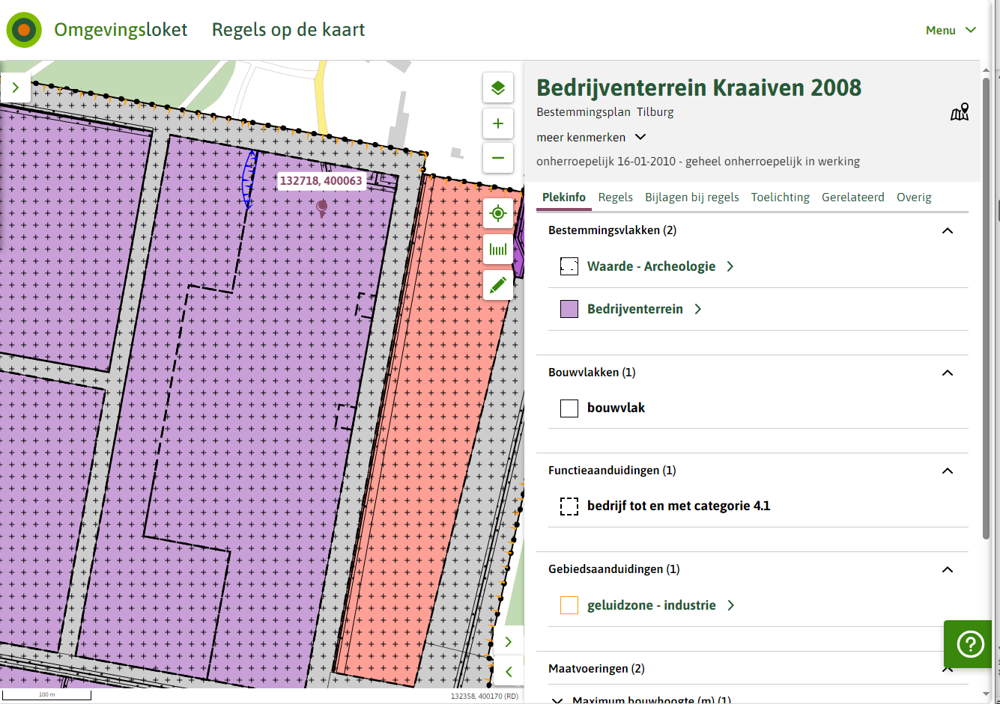 Omgevingsloket Regels op de kaart
Menu
132718, 400063
100 m
132358, 400170 (RD)
Bedrijventerrein Kraaiven 2008
Bestemmingsplan Tilburg
meer kenmerken
onherroepelijk 16-01-2010 - geheel onherroepelijk in werking
Plekinfo Regels Bijlagen bij regels Toelichting Gerelateerd Overig
Bestemmingsvlakken (2)
Waarde - Archeologie
Bedrijventerrein
Bouwvlakken (1)
bouwvlak
Functieaanduidingen (1)
bedrijf tot en met categorie 4.1
Gebiedsaanduidingen (1)
geluidzone - industrie
Maatvoeringen (2)
Maximum bouwhoogte (m) (1)